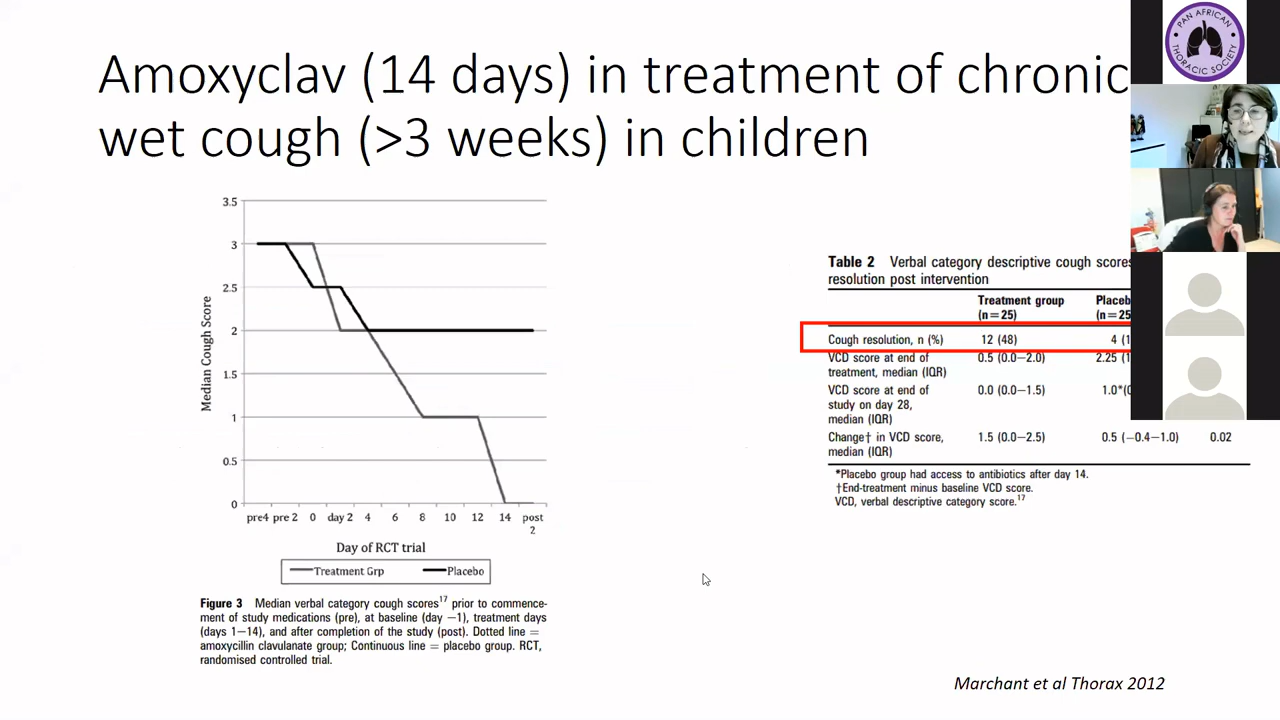 Amoxyclav (14 days) in treatment of chronic
wet cough (>3 weeks) in children
PAN AFRICAN
THORACIC SOCIETY
3.5
3
2.5
2
1.5
1
0.5
0
Median Cough Score
pre4 pre 2 0 day 2 4 6 8 10 12 14 post
2
Day of RCT trial
Treatment Grp Placebo
Figure 3 Median verbal category cough scores17 prior to commence-
ment of study medications (pre), at baseline (day −1), treatment days
(days 1−14), and after completion of the study (post). Dotted line =
amoxycillin clavulanate group; Continuous line = placebo group. RCT,
randomised controlled trial.
Table 2 Verbal category descriptive cough scores
resolution post intervention
Treatment group
(n=25)
(n=25
Cough resolution, n (%) 12 (48) 4
VCD score at end of 0.5 (0.0−2.0) 2.25
treatment, median (IQR)
VCD score at end of 0.0 (0.0−1.5) 1.0*
study on day 28,
median (IQR)
Change† in VCD score, 1.5 (0.0−2.5) 0.5 (−0.4−1.0) 0.02
median (IQR)
*Placebo group had access to antibiotics after day 14.
†End-treatment minus baseline VCD score.
VCD, verbal descriptive category score.17
Marchant et al Thorax 2012